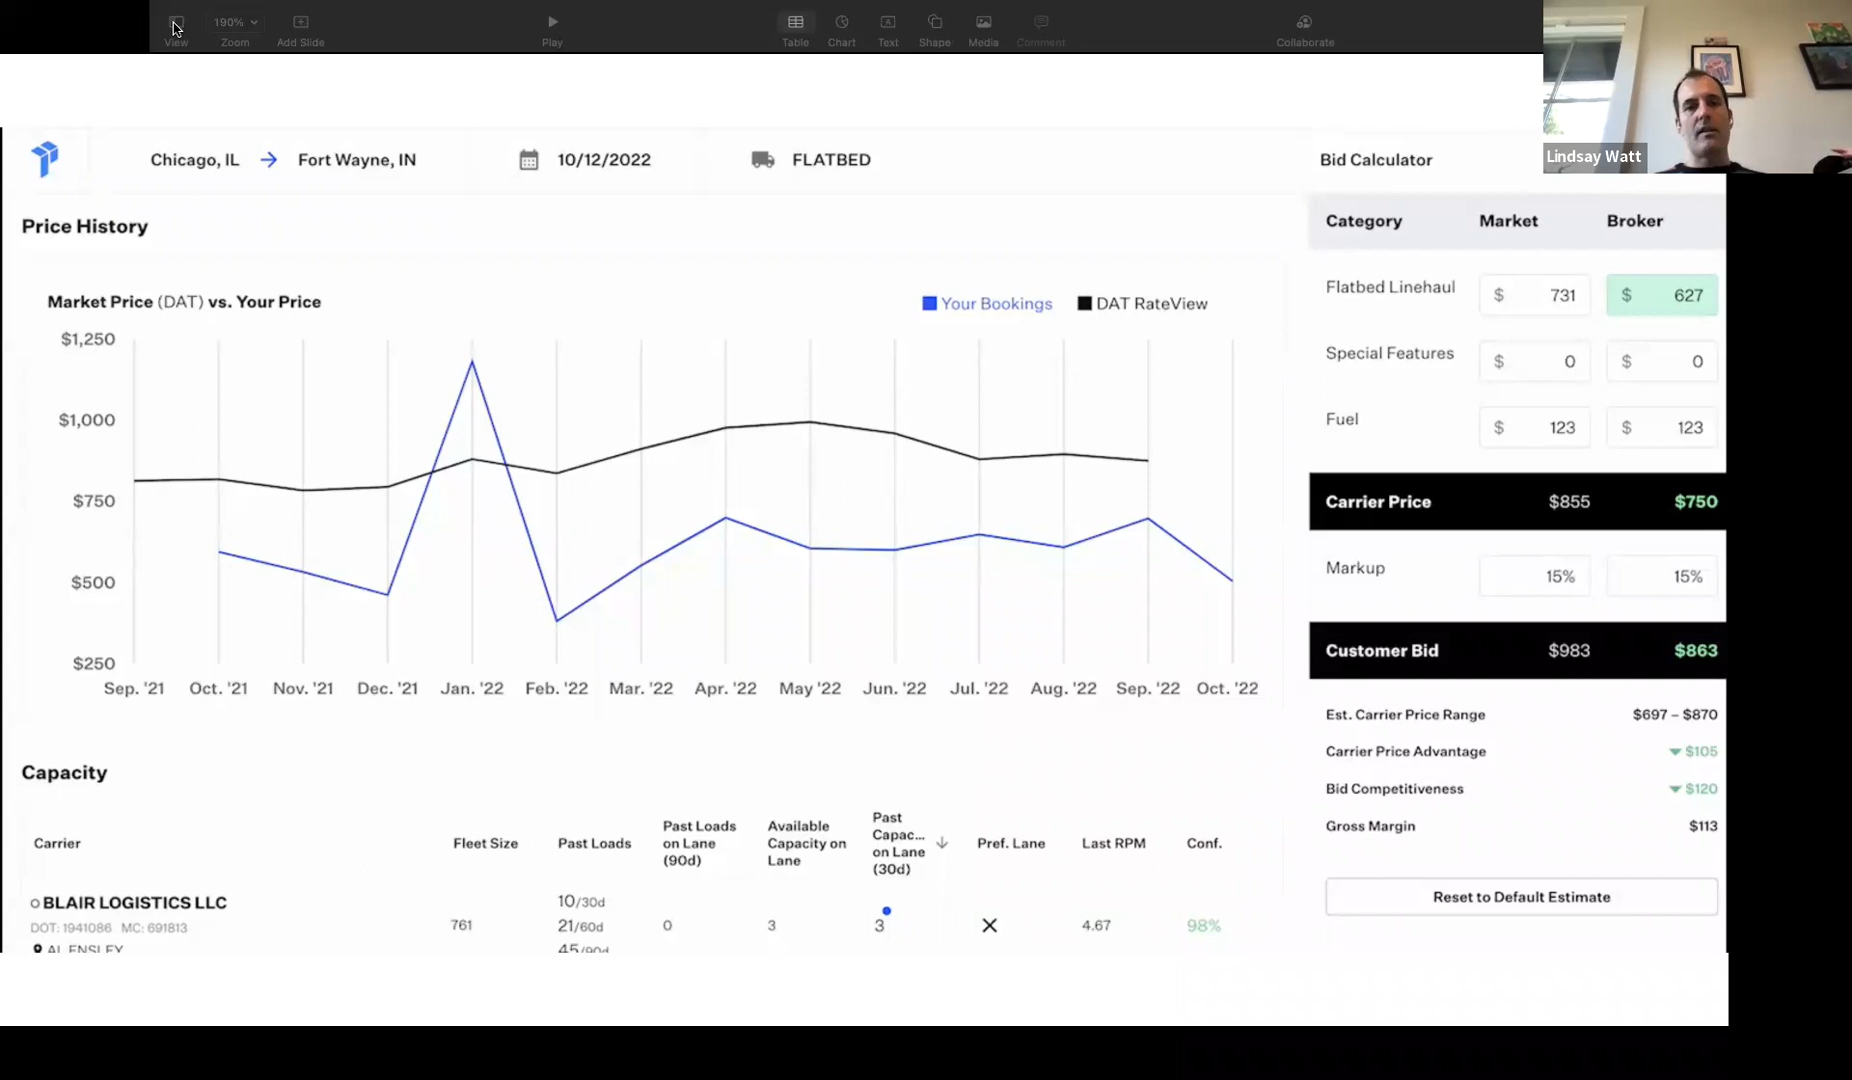 190%
View
Zoom
Add Slide
Play
Table
Chart
Text
Shape
Media
Comment
Collaborate
Lindsay Watt
Chicago, IL → Fort Wayne, IN
10/12/2022
FLATBED
Bid Calculator
Price History
Category Market Broker
Market Price (DAT) vs. Your Price
Your Bookings DAT RateView
$1,250
$1,000
$750
$500
$250
Sep. '21 Oct. '21 Nov. '21 Dec. '21 Jan. '22 Feb. '22 Mar. '22 Apr. '22 May '22 Jun. '22 Jul. '22 Aug. '22 Sep. '22 Oct. '22
Flatbed Linehaul $ 731 $ 627
Special Features $ 0 $ 0
Fuel $ 123 $ 123
Carrier Price $855 $750
Markup 15% 15%
Customer Bid $983 $863
Est. Carrier Price Range $697 – $870
Carrier Price Advantage $105
Bid Competitiveness $120
Gross Margin $113
Reset to Default Estimate
Capacity
Carrier
Fleet Size
Past Loads
Past Loads
on Lane
(90d)
Available
Capacity on
Lane
Past
Capac...
on Lane
(30d)
Pref. Lane
Last RPM
Conf.
BLAIR LOGISTICS LLC
DOT: 1941086 MC: 691813
AL ENSLEY
761
10/30d
21/60d
45/90d
0
3
3
4.67
98%